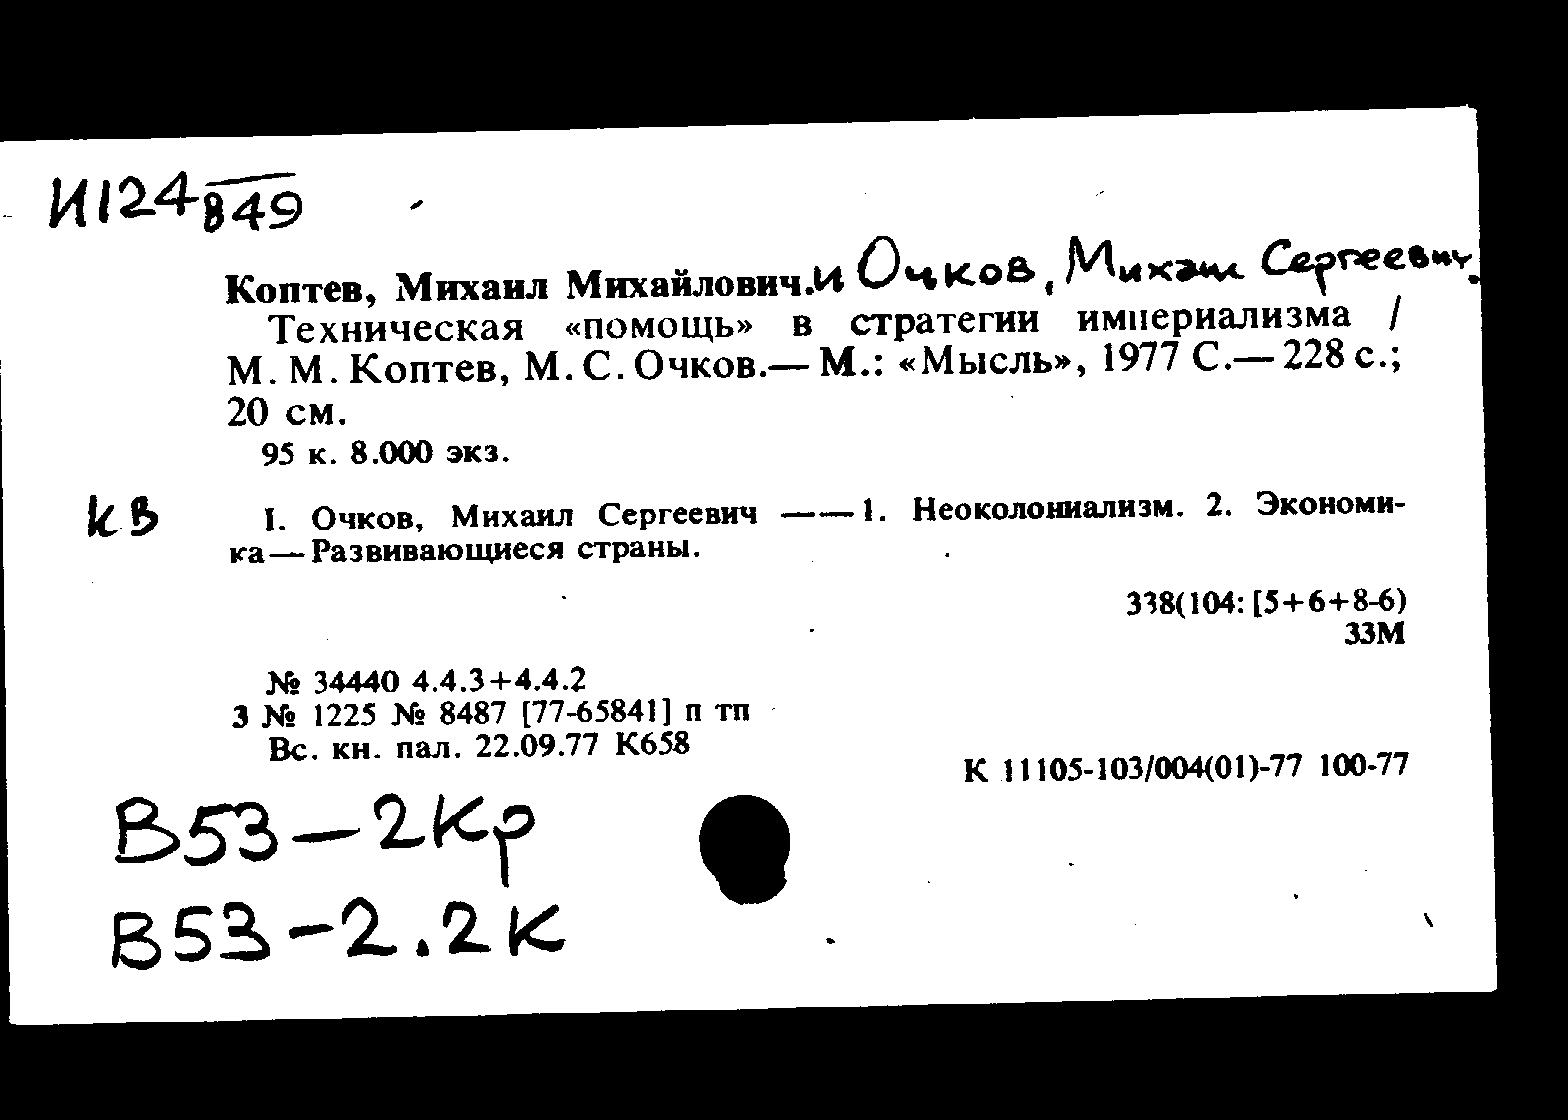 И124 849
Коптев, Михаил Михайлович. и Очков, Михаил Сергеевич.
Техническая «помощь» в стратегии империализма /
М. М. Коптев, М. С. Очков.— М.: «Мысль», 1977 С.— 228 с.;
20 см.
95 к. 8.000 экз.
кв I. Очков, Михаил Сергеевич —— 1. Неоколониализм. 2. Экономи-
ка — Развивающиеся страны.
338(104: [5+6+8-6)
33М
№ 34440 4.4.3+4.4.2
3 № 1225 № 8487 [77-65841] п тп
Вс. кн. пал. 22.09.77 К658
К 11105-103/004(01)-77 100-77
В53—2Кр
В53-2.2К